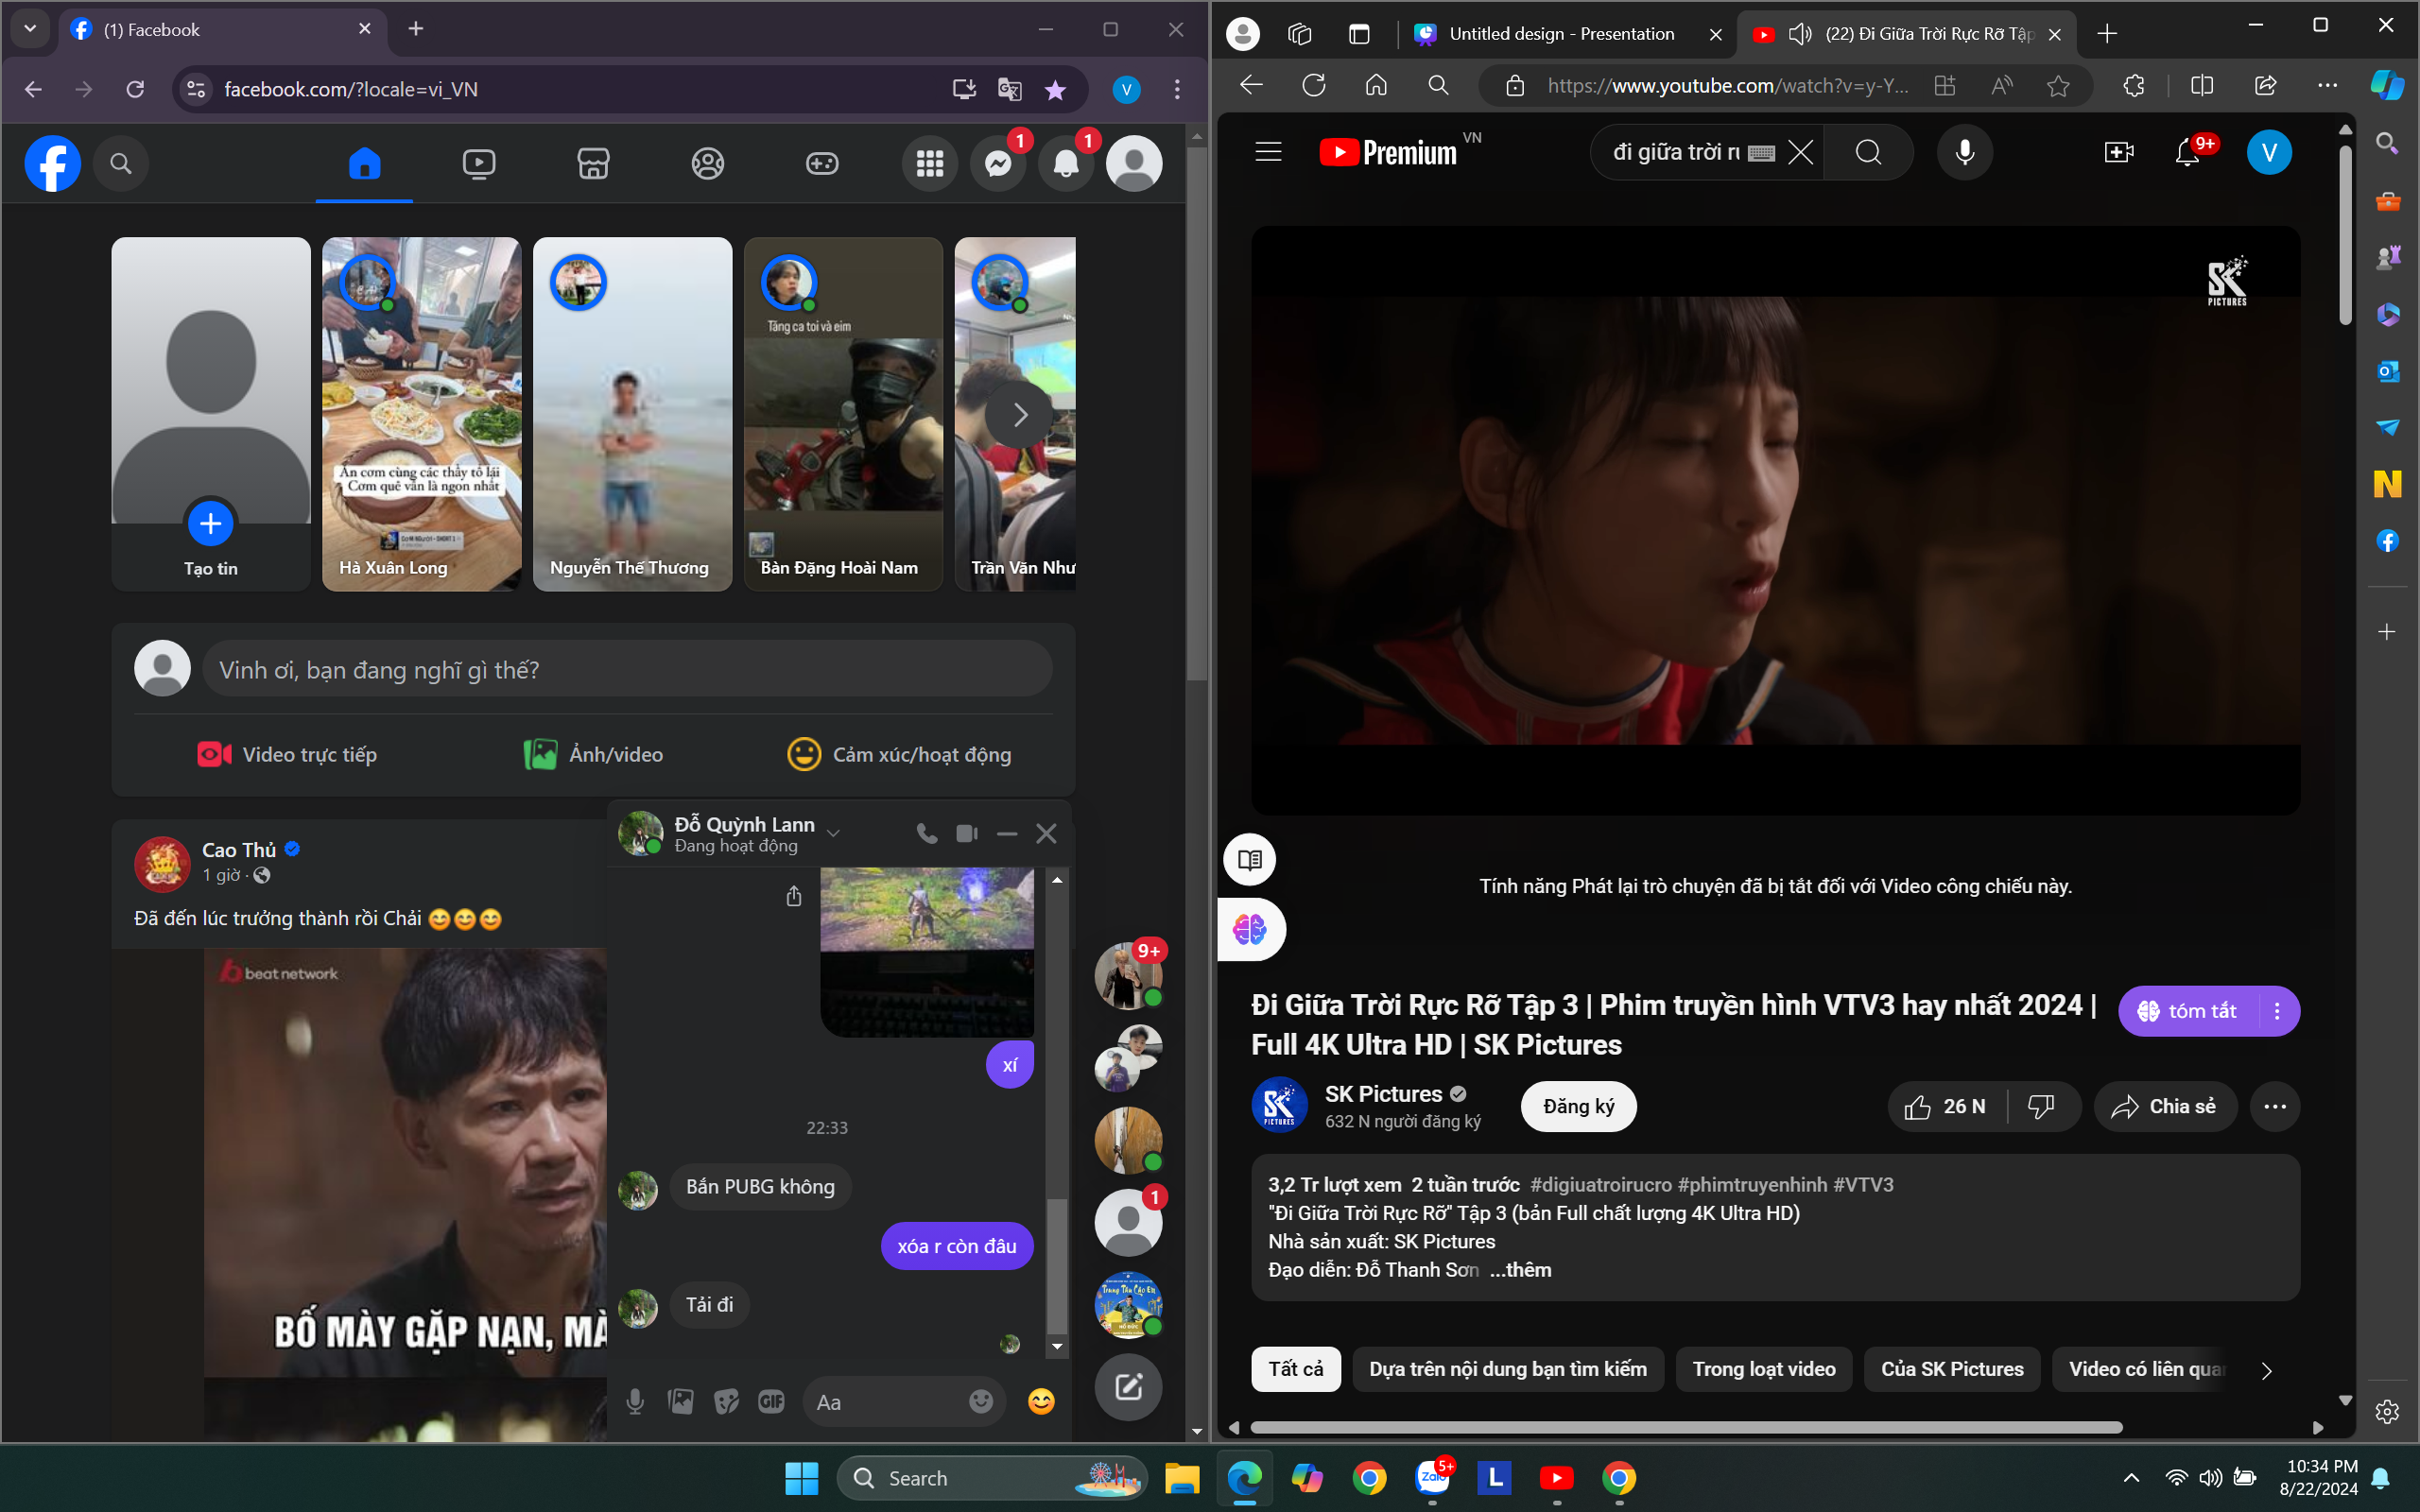 (1) Facebook
facebook.com/?locale=vi_VN
1
1
Tạo tin
Ăn cơm cùng các thầy tổ lái
Cơm quê vẫn là ngon nhất
Hà Xuân Long
Nguyễn Thế Thương
Tăng ca toi và eim
Bàn Đặng Hoài Nam
Trần Văn Như
Vinh ơi, bạn đang nghĩ gì thế?
Video trực tiếp
Ảnh/video
Cảm xúc/hoạt động
Cao Thủ
1 giờ ·
Đã đến lúc trưởng thành rồi Chải 😊😊😊
beat network
BỐ MÀY GẶP NẠN, MÀ
Đỗ Quỳnh Lann
Đang hoạt động
xí
22:33
Bắn PUBG không
xóa r còn đâu
Tải đi
GIF
Aa
9+
1
Untitled design - Presentation
(22) Đi Giữa Trời Rực Rỡ Tập
https://www.youtube.com/watch?v=y-Y...
Premium VN
đi giữa trời rự
9+
V
SK
PICTURES
Tính năng Phát lại trò chuyện đã bị tắt đối với Video công chiếu này.
Đi Giữa Trời Rực Rỡ Tập 3 | Phim truyền hình VTV3 hay nhất 2024 |
Full 4K Ultra HD | SK Pictures
tóm tắt
SK Pictures
632 N người đăng ký
Đăng ký
26 N
Chia sẻ
3,2 Tr lượt xem 2 tuần trước #digiuatroirucro #phimtruyenhinh #VTV3
"Đi Giữa Trời Rực Rỡ" Tập 3 (bản Full chất lượng 4K Ultra HD)
Nhà sản xuất: SK Pictures
Đạo diễn: Đỗ Thanh Sơn ...thêm
Tất cả
Dựa trên nội dung bạn tìm kiếm
Trong loạt video
Của SK Pictures
Video có liên quan
Search
Zalo
5+
L
10:34 PM
8/22/2024